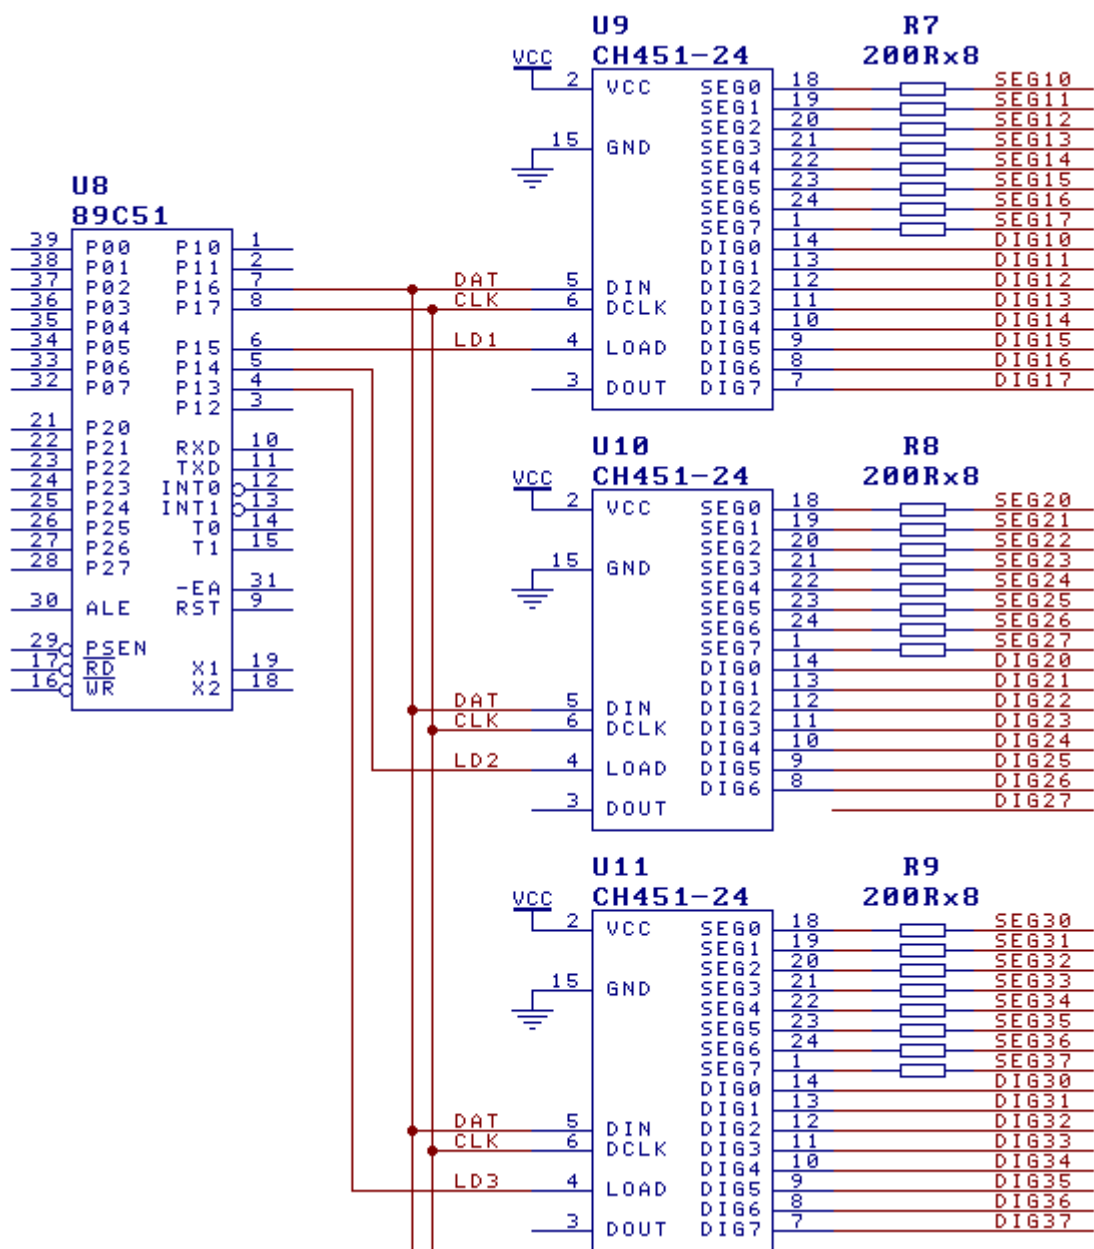 U8
89C51
39 P00 P10 1
38 P01 P11 2
37 P02 P16 7
36 P03 P17 8
35 P04
34 P05 P15 6
33 P06 P14 5
32 P07 P13 4
P12 3
21 P20
22 P21 RXD 10
23 P22 TXD 11
24 P23 INT0 12
25 P24 INT1 13
26 P25 T0 14
27 P26 T1 15
28 P27
-EA 31
30 ALE RST 9
29 PSEN
17 RD X1 19
16 WR X2 18
U9 R7
CH451-24 200Rx8
VCC
2 VCC SEG0 18 SEG10
SEG1 19 SEG11
SEG2 20 SEG12
15 GND SEG3 21 SEG13
SEG4 22 SEG14
SEG5 23 SEG15
SEG6 24 SEG16
SEG7 1 SEG17
DIG0 14 DIG10
DIG1 13 DIG11
DAT 5 DIN DIG2 12 DIG12
CLK 6 DCLK DIG3 11 DIG13
DIG4 10 DIG14
LD1 4 LOAD DIG5 9 DIG15
DIG6 8 DIG16
3 DOUT DIG7 7 DIG17
U10 R8
CH451-24 200Rx8
VCC
2 VCC SEG0 18 SEG20
SEG1 19 SEG21
SEG2 20 SEG22
15 GND SEG3 21 SEG23
SEG4 22 SEG24
SEG5 23 SEG25
SEG6 24 SEG26
SEG7 1 SEG27
DIG0 14 DIG20
DIG1 13 DIG21
DAT 5 DIN DIG2 12 DIG22
CLK 6 DCLK DIG3 11 DIG23
DIG4 10 DIG24
LD2 4 LOAD DIG5 9 DIG25
DIG6 8 DIG26
3 DOUT DIG27
U11 R9
CH451-24 200Rx8
VCC
2 VCC SEG0 18 SEG30
SEG1 19 SEG31
SEG2 20 SEG32
15 GND SEG3 21 SEG33
SEG4 22 SEG34
SEG5 23 SEG35
SEG6 24 SEG36
SEG7 1 SEG37
DIG0 14 DIG30
DIG1 13 DIG31
DAT 5 DIN DIG2 12 DIG32
CLK 6 DCLK DIG3 11 DIG33
DIG4 10 DIG34
LD3 4 LOAD DIG5 9 DIG35
DIG6 8 DIG36
3 DOUT DIG7 7 DIG37